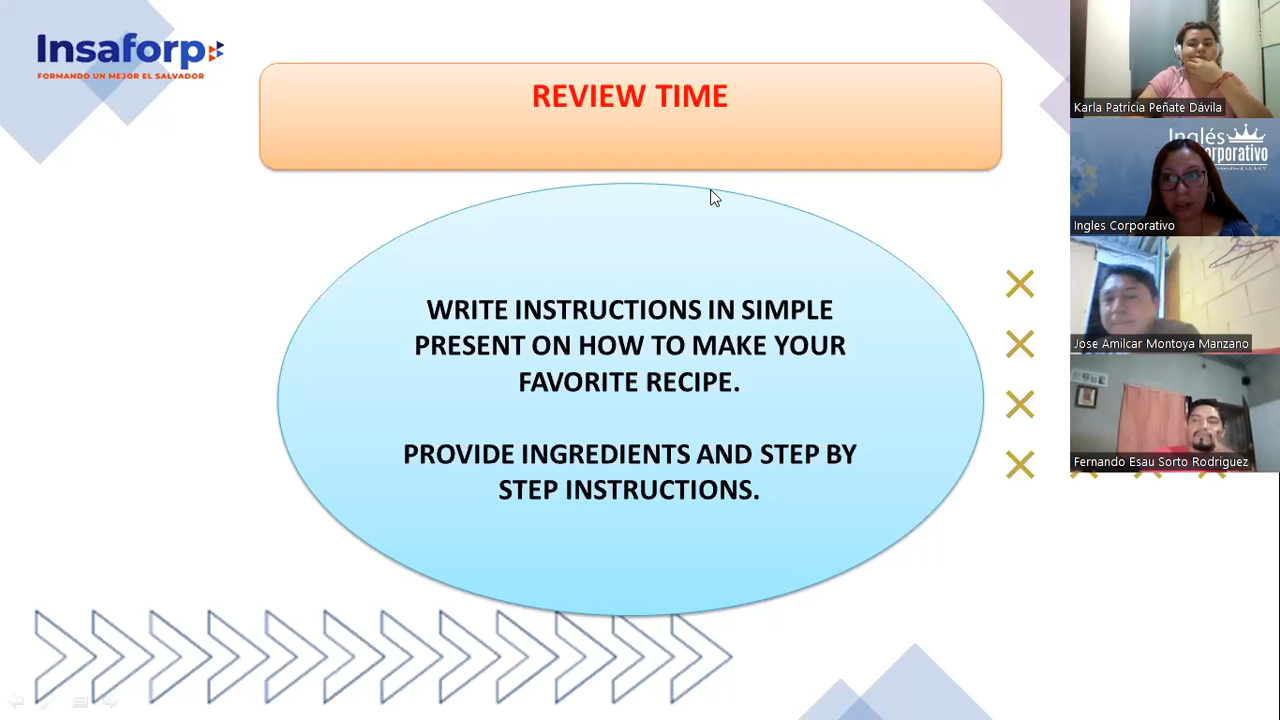 Insaforp
FORMANDO UN MEJOR EL SALVADOR
REVIEW TIME
WRITE INSTRUCTIONS IN SIMPLE
PRESENT ON HOW TO MAKE YOUR
FAVORITE RECIPE.
PROVIDE INGREDIENTS AND STEP BY
STEP INSTRUCTIONS.
Karla Patricia Peñate Dávila
Inglés
Corporativo
Ingles Corporativo
Jose Amilcar Montoya Manzano
Fernando Esau Sorto Rodriguez